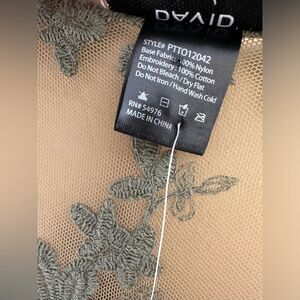 DAVID
STYLE# PTTO12042
Base Fabric: 100% Nylon
Embroidery: 100% Cotton
Do Not Bleach / Dry Flat
Do Not Iron / Hand Wash Cold
RN# 54976
MADE IN CHINA